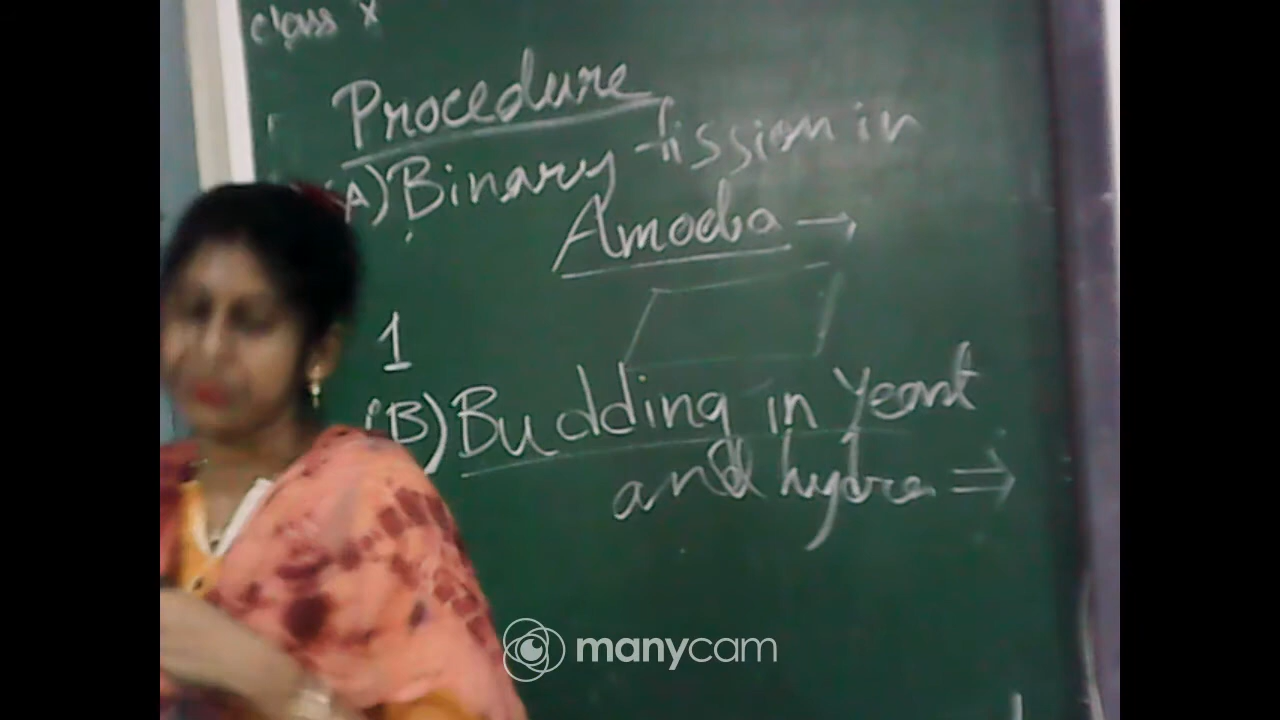 class X
Procedure
(A) Binary fission in
Amoeba →
1
(B) Budding in Yeast
and hydra ⇒
manycam